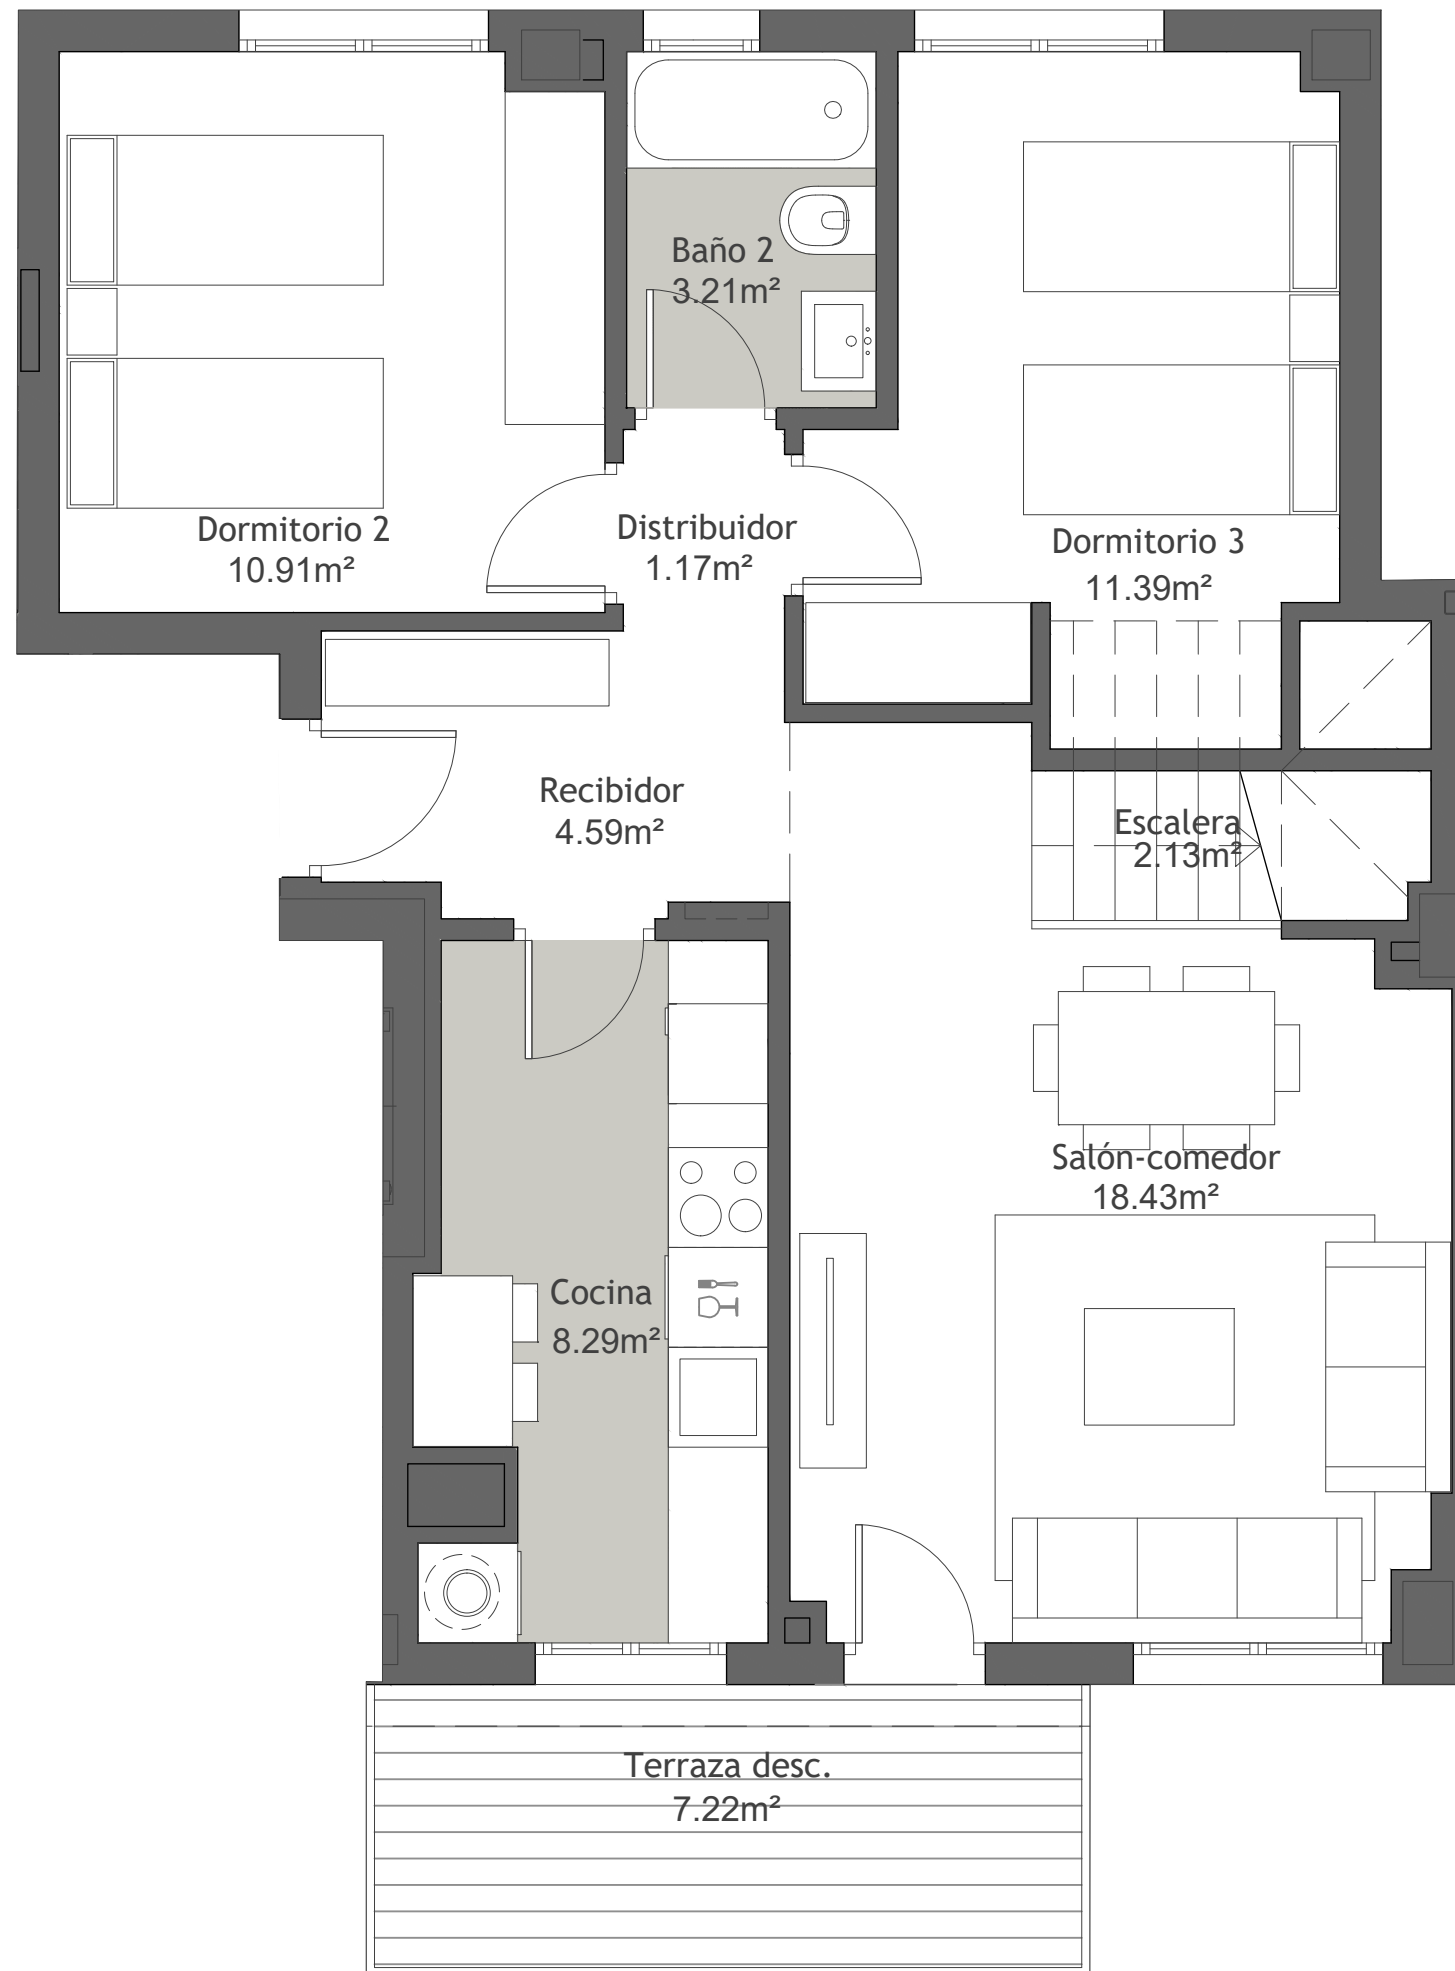 Baño 2
3.21m²
Dormitorio 2
10.91m²
Distribuidor
1.17m²
Dormitorio 3
11.39m²
Recibidor
4.59m²
Escalera
2.13m²
Salón-comedor
18.43m²
Cocina
8.29m²
Terraza desc.
7.22m²